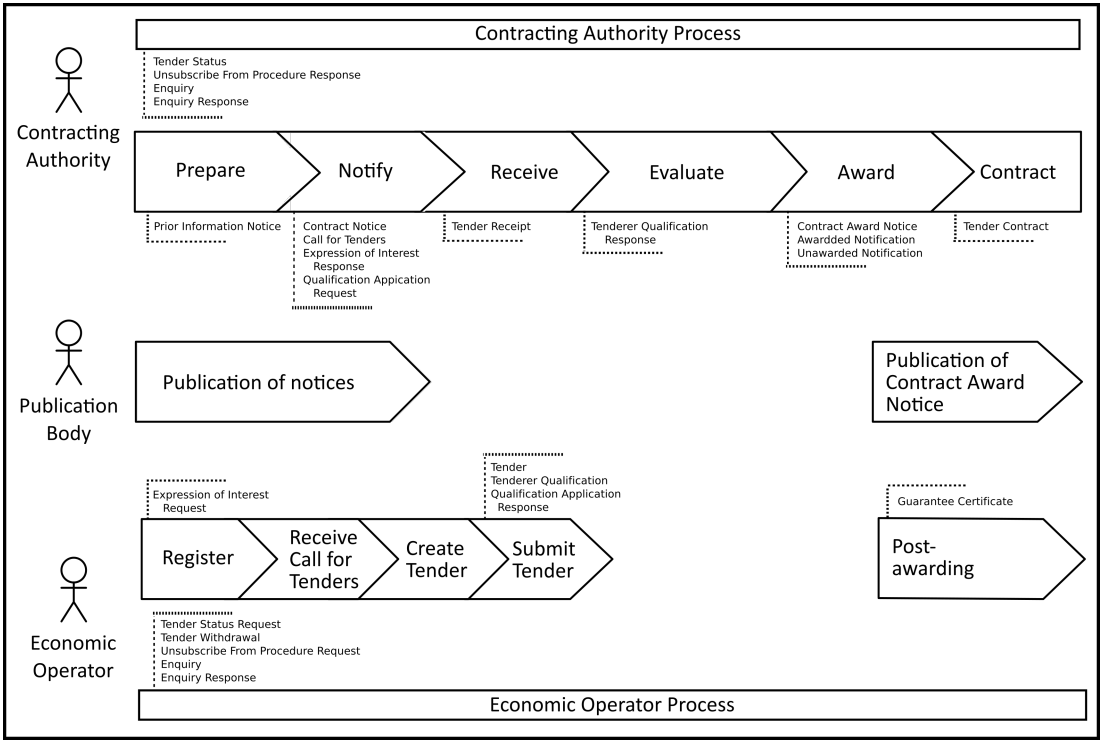 Contracting Authority Process
Tender Status
Unsubscribe From Procedure Response
Enquiry
Enquiry Response
Contracting
Authority
Prepare
Notify
Receive
Evaluate
Award
Contract
Prior Information Notice
Contract Notice
Call for Tenders
Expression of Interest
Response
Qualification Appication
Request
Tender Receipt
Tenderer Qualification
Response
Contract Award Notice
Awardded Notification
Unawarded Notification
Tender Contract
Publication
Body
Publication of notices
Publication of
Contract Award
Notice
Expression of Interest
Request
Tender
Tenderer Qualification
Qualification Application
Response
Guarantee Certificate
Register
Receive
Call for
Tenders
Create
Tender
Submit
Tender
Post-
awarding
Economic
Operator
Tender Status Request
Tender Withdrawal
Unsubscribe From Procedure Request
Enquiry
Enquiry Response
Economic Operator Process